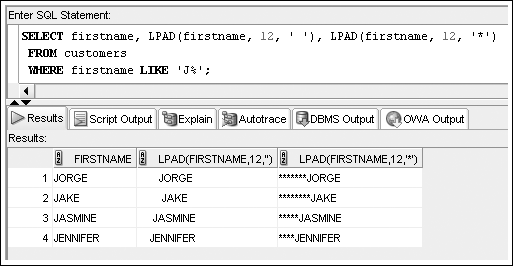 Enter SQL Statement:
SELECT firstname, LPAD(firstname, 12, ' '), LPAD(firstname, 12, '*')
FROM customers
WHERE firstname LIKE 'J%';
Results Script Output Explain Autotrace DBMS Output OWA Output
Results:
FIRSTNAME LPAD(FIRSTNAME,12,'') LPAD(FIRSTNAME,12,'*')
1 JORGE JORGE *******JORGE
2 JAKE JAKE ********JAKE
3 JASMINE JASMINE *****JASMINE
4 JENNIFER JENNIFER ****JENNIFER